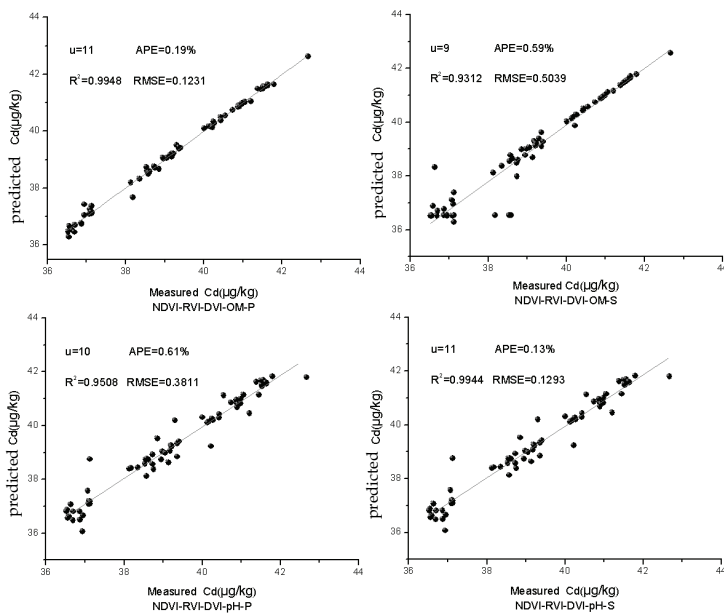 44
42
40
38
36
predicted Cd(μg/kg)
u=11 APE=0.19%
R²=0.9948 RMSE=0.1231
36 38 40 42 44
Measured Cd(μg/kg)
NDVI-RVI-DVI-OM-P
44
42
40
38
36
predicted Cd(μg/kg)
u=9 APE=0.59%
R²=0.9312 RMSE=0.5039
36 38 40 42 44
Measured Cd(μg/kg)
NDVI-RVI-DVI-OM-S
44
42
40
38
36
predicted Cd(μg/kg)
u=10 APE=0.61%
R²=0.9508 RMSE=0.3811
36 38 40 42 44
Measured Cd(μg/kg)
NDVI-RVI-DVI-pH-P
44
42
40
38
36
predicted Cd(μg/kg)
u=11 APE=0.13%
R²=0.9944 RMSE=0.1293
36 38 40 42 44
Measured Cd(μg/kg)
NDVI-RVI-DVI-pH-S